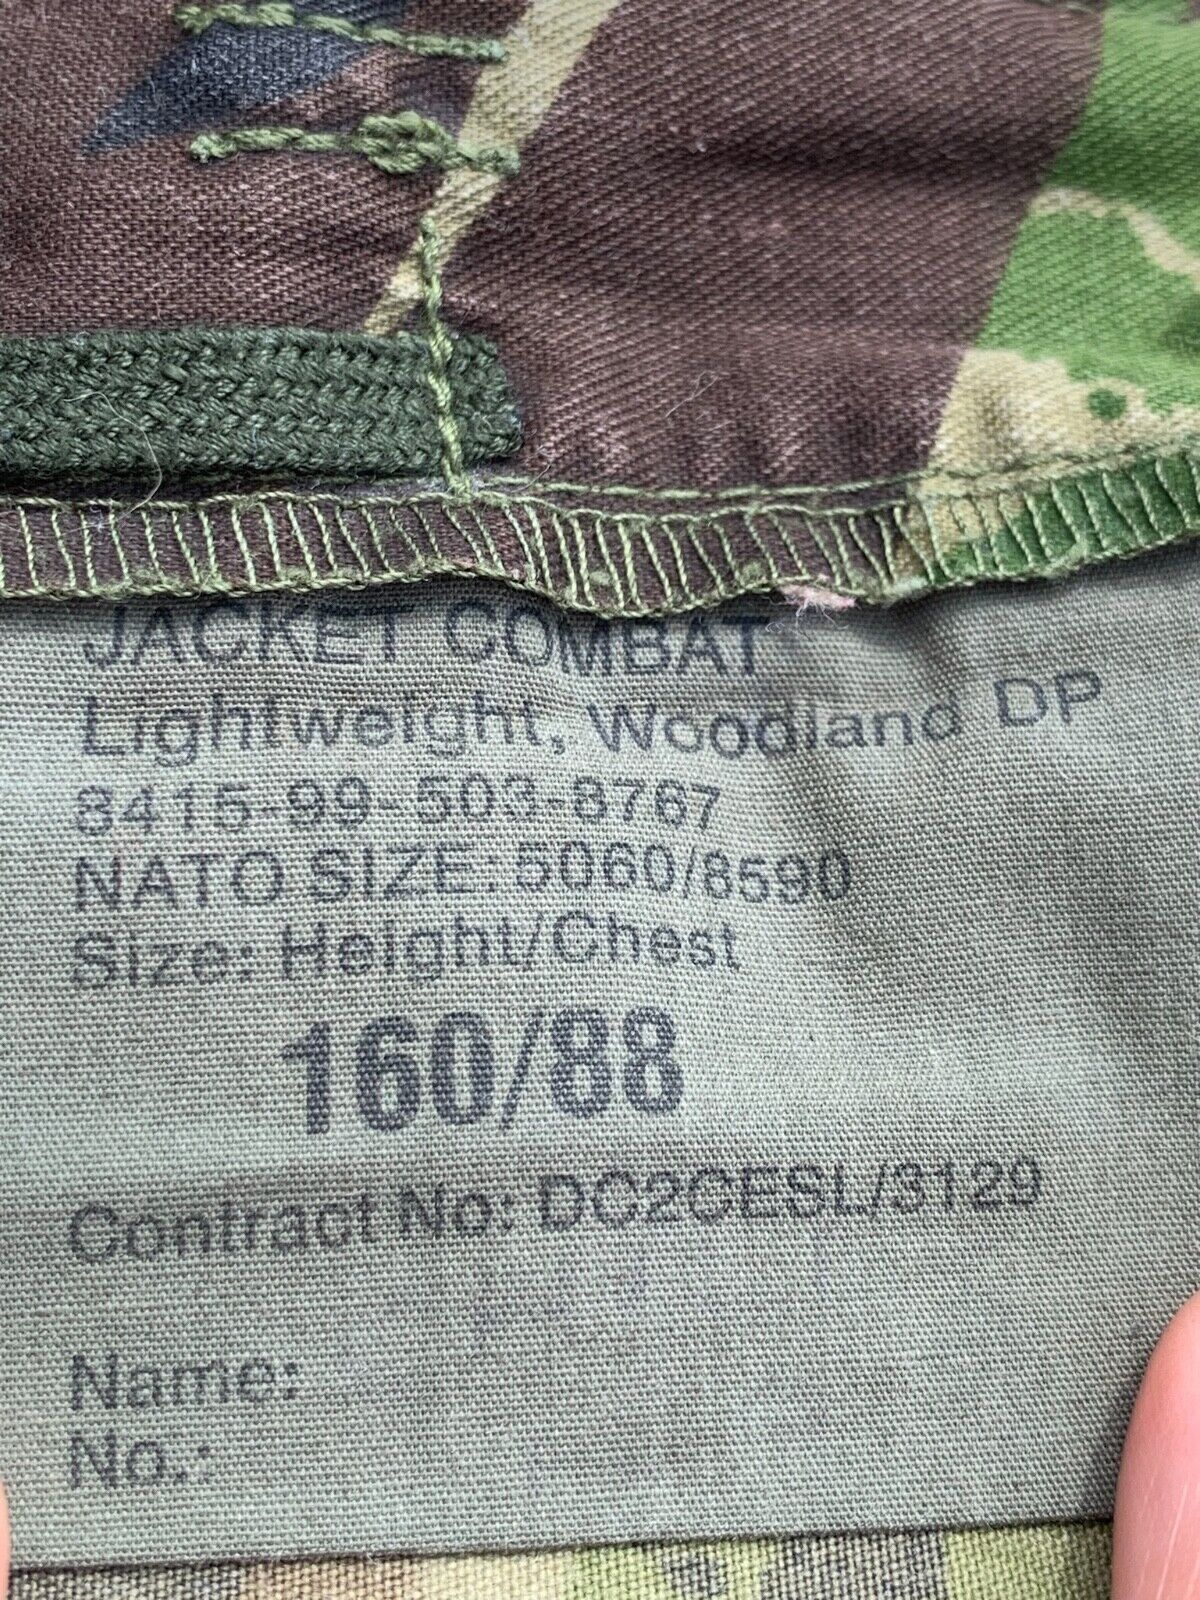 JACKET COMBAT
Lightweight, Woodland DP
8415-99-503-8767
NATO SIZE: 5060/8590
Size: Height/Chest
160/88
Contract No: DC2CESL/3129
Name:
No.: